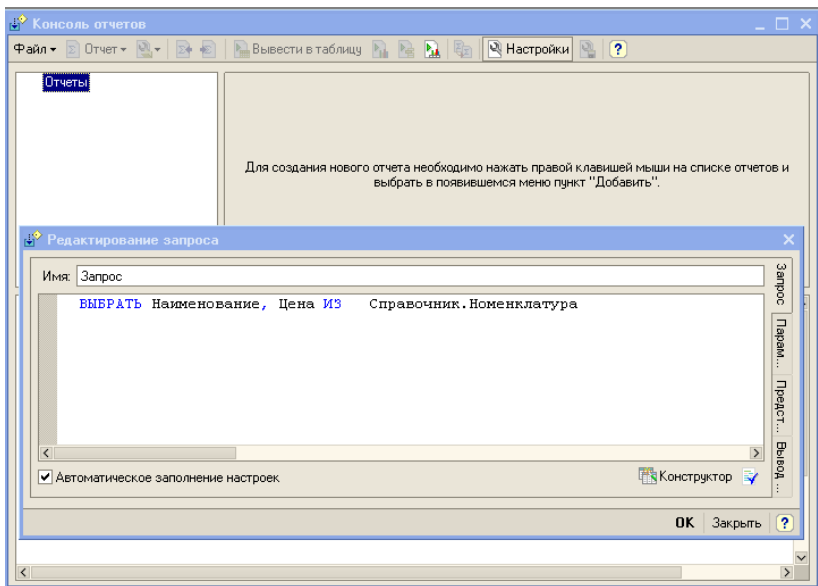 Консоль отчетов
Файл Отчет Вывести в таблицу Настройки ?
Отчеты
Для создания нового отчета необходимо нажать правой клавишей мыши на списке отчетов и
выбрать в появившемся меню пункт "Добавить".
Редактирование запроса
Имя: Запрос
ВЫБРАТЬ Наименование, Цена ИЗ Справочник.Номенклатура
Запрос
Парам...
Предст...
Вывод ...
Автоматическое заполнение настроек
Конструктор
OK Закрыть ?